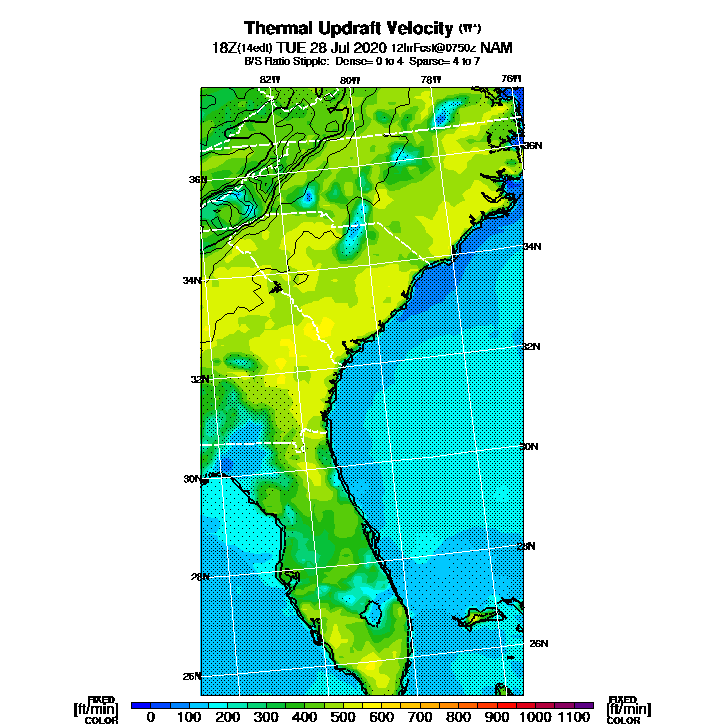 Thermal Updraft Velocity (W*)
18Z(14edt) TUE 28 Jul 2020 12hrFcst@0750z NAM
B/S Ratio Stipple: Dense= 0 to 4 Sparse= 4 to 7
82W 80W 78W 76W
36N
36N
34N
34N
32N
32N
30N
30N
28N
28N
26N
26N
FIXED FIXED
[ft/min] [ft/min]
COLOR COLOR
0 100 200 300 400 500 600 700 800 900 1000 1100